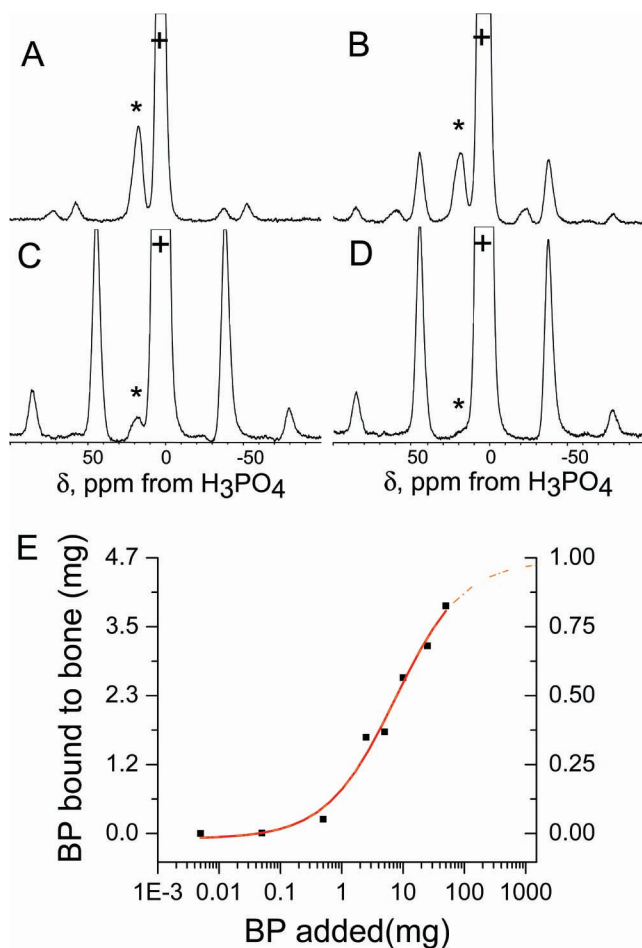 A
B
+
*
+
*
C
D
+
*
+
*
50 0 -50 50 0 -50
δ, ppm from H₃PO₄ δ, ppm from H₃PO₄
E
BP bound to bone (mg)
4.7
3.5
2.3
1.2
0.0
1.00
0.75
0.50
0.25
0.00
1E-3 0.01 0.1 1 10 100 1000
BP added(mg)